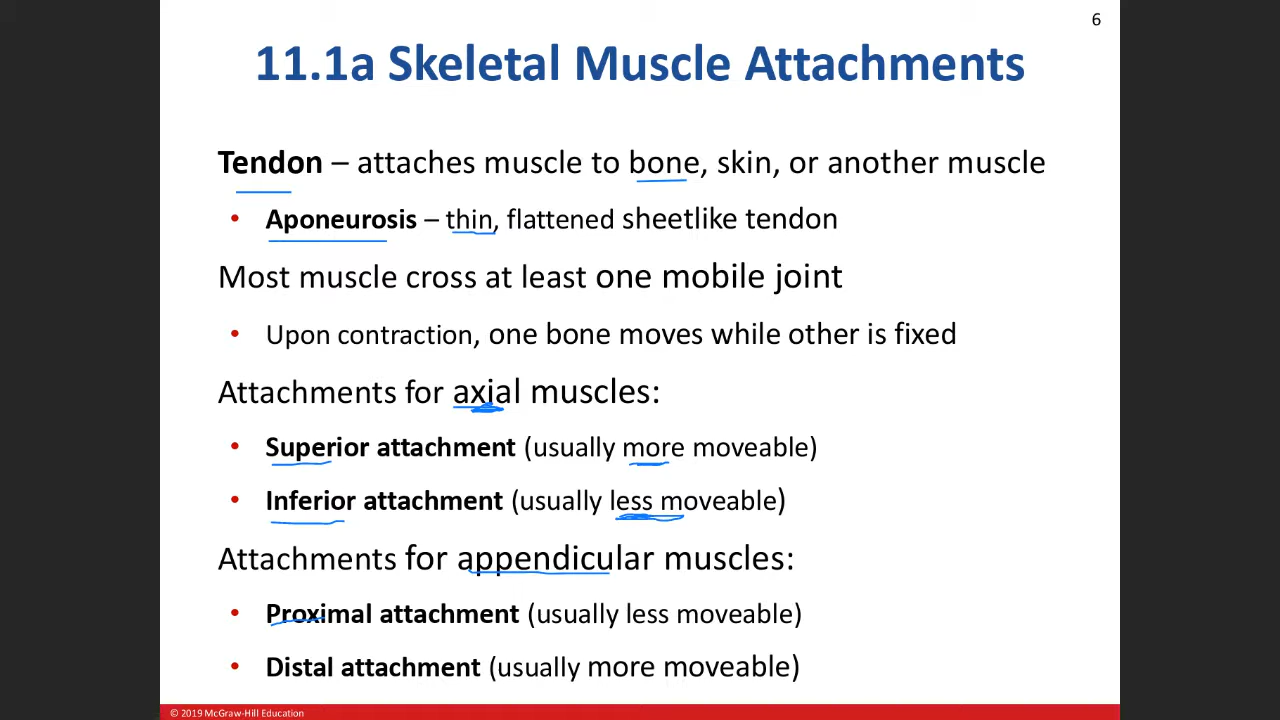 6
11.1a Skeletal Muscle Attachments
Tendon – attaches muscle to bone, skin, or another muscle
• Aponeurosis – thin, flattened sheetlike tendon
Most muscle cross at least one mobile joint
• Upon contraction, one bone moves while other is fixed
Attachments for axial muscles:
• Superior attachment (usually more moveable)
• Inferior attachment (usually less moveable)
Attachments for appendicular muscles:
• Proximal attachment (usually less moveable)
• Distal attachment (usually more moveable)
© 2019 McGraw-Hill Education